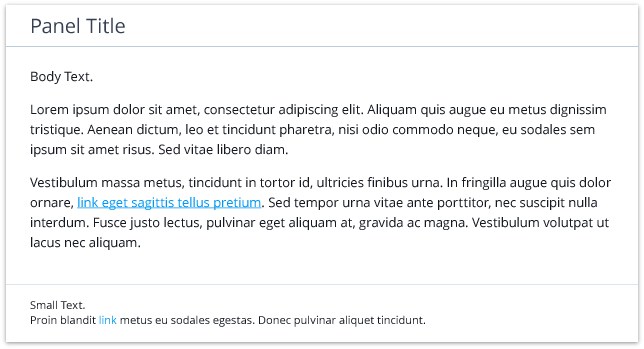 Panel Title
Body Text.
Lorem ipsum dolor sit amet, consectetur adipiscing elit. Aliquam quis augue eu metus dignissim
tristique. Aenean dictum, leo et tincidunt pharetra, nisi odio commodo neque, eu sodales sem
ipsum sit amet risus. Sed vitae libero diam.
Vestibulum massa metus, tincidunt in tortor id, ultricies finibus urna. In fringilla augue quis dolor
ornare, link eget sagittis tellus pretium. Sed tempor urna vitae ante porttitor, nec suscipit nulla
interdum. Fusce justo lectus, pulvinar eget aliquam at, gravida ac magna. Vestibulum volutpat ut
lacus nec aliquam.
Small Text.
Proin blandit link metus eu sodales egestas. Donec pulvinar aliquet tincidunt.